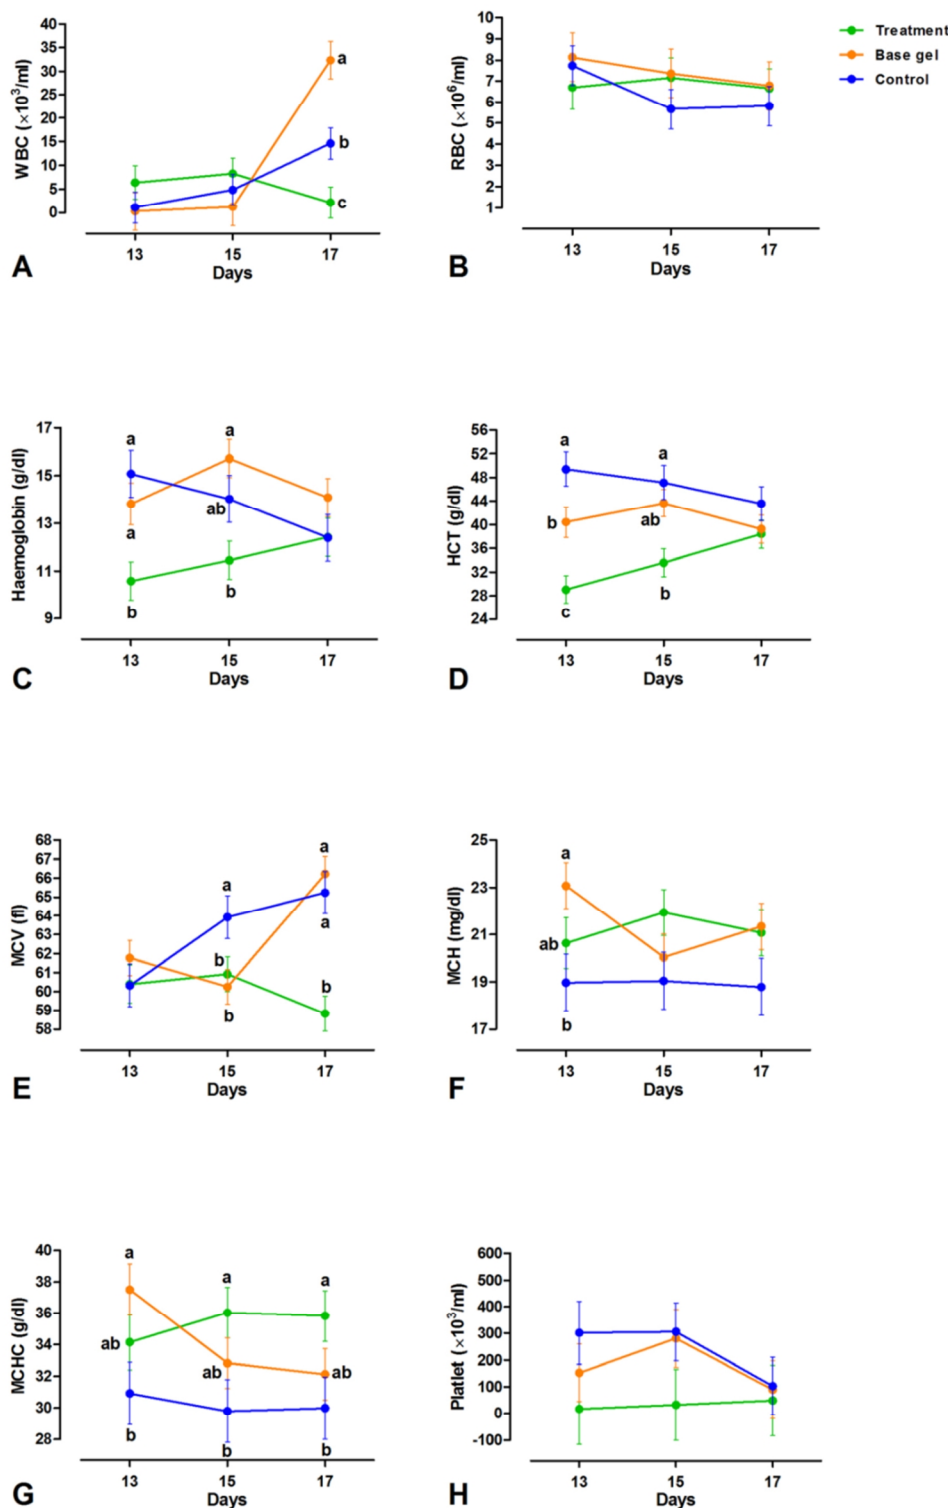 WBC (×10³/ml)
40
35
30
25
20
15
10
5
0
a
b
c
13 15 17
Days
A
RBC (×10⁶/ml)
10
9
8
7
6
5
4
3
2
1
13 15 17
Days
B
Treatment
Base gel
Control
Haemoglobin (g/dl)
17
15
13
11
9
a a
ab
a
b b
13 15 17
Days
C
HCT (g/dl)
56
52
48
44
40
36
32
28
24
a a
b ab
c b
13 15 17
Days
D
MCV (fl)
68
67
66
65
64
63
62
61
60
59
58
a a
a
b b
b
13 15 17
Days
E
MCH (mg/dl)
25
23
21
19
17
a
ab
b
13 15 17
Days
F
MCHC (g/dl)
40
38
36
34
32
30
28
a a a
ab ab ab
b b b
13 15 17
Days
G
Platlet (×10³/ml)
600
500
400
300
200
100
0
-100
13 15 17
Days
H